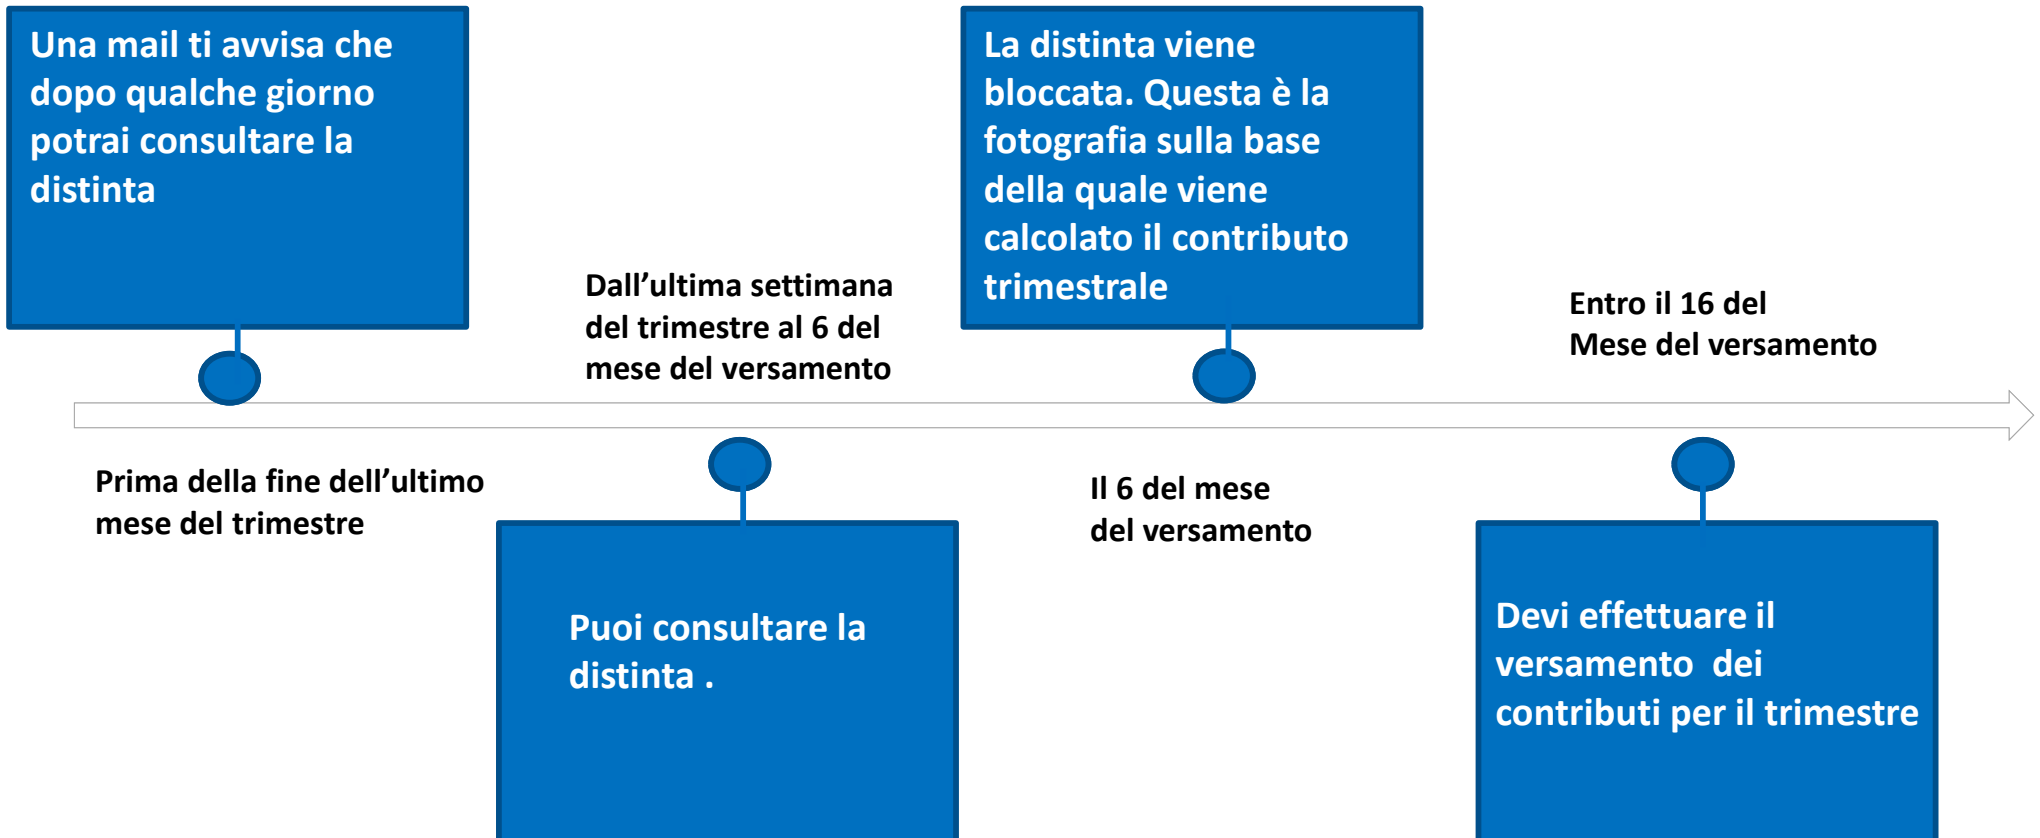 Una mail ti avvisa che
dopo qualche giorno
potrai consultare la
distinta
Prima della fine dell’ultimo
mese del trimestre
Dall’ultima settimana
del trimestre al 6 del
mese del versamento
Puoi consultare la
distinta .
La distinta viene
bloccata. Questa è la
fotografia sulla base
della quale viene
calcolato il contributo
trimestrale
Il 6 del mese
del versamento
Entro il 16 del
Mese del versamento
Devi effettuare il
versamento  dei
contributi per il trimestre